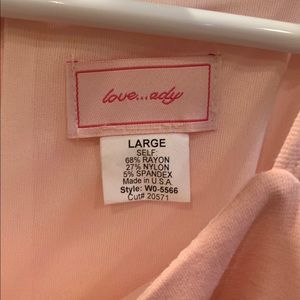 love...ady
LARGE
SELF:
68% RAYON
27% NYLON
5% SPANDEX
Made in U.S.A
Style: W0-5566
Cut# 20571